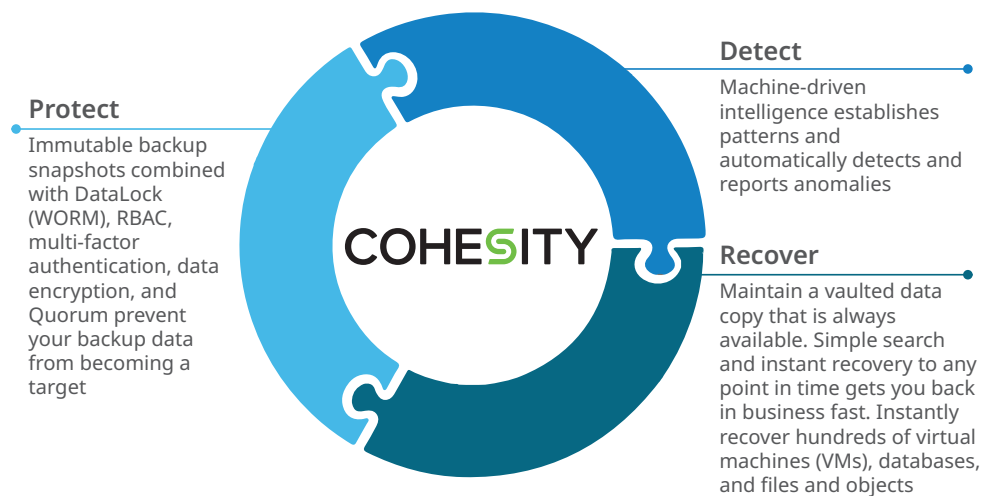 Protect
Immutable backup
snapshots combined
with DataLock
(WORM), RBAC,
multi-factor
authentication, data
encryption, and
Quorum prevent
your backup data
from becoming a
target
COHESITY
Detect
Machine-driven
intelligence establishes
patterns and
automatically detects and
reports anomalies
Recover
Maintain a vaulted data
copy that is always
available. Simple search
and instant recovery to any
point in time gets you back
in business fast. Instantly
recover hundreds of virtual
machines (VMs), databases,
and files and objects